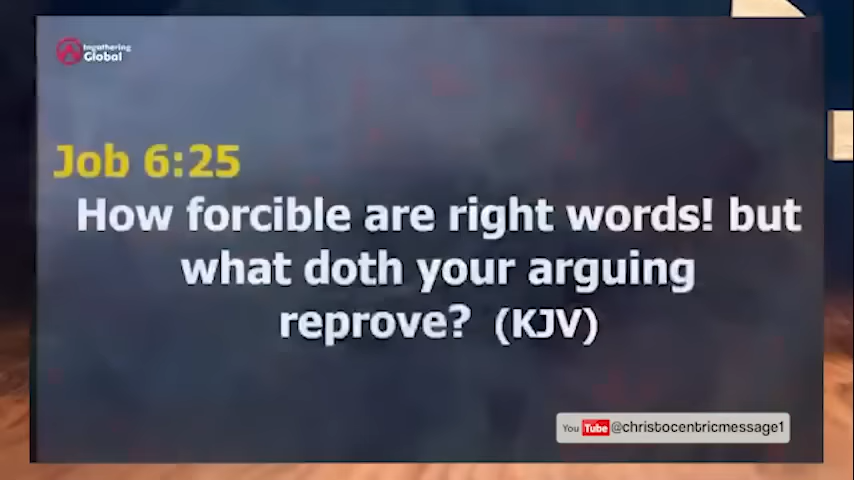 Ingathering
Global
Job 6:25
How forcible are right words! but
what doth your arguing
reprove? (KJV)
You Tube @christocentricmessage1